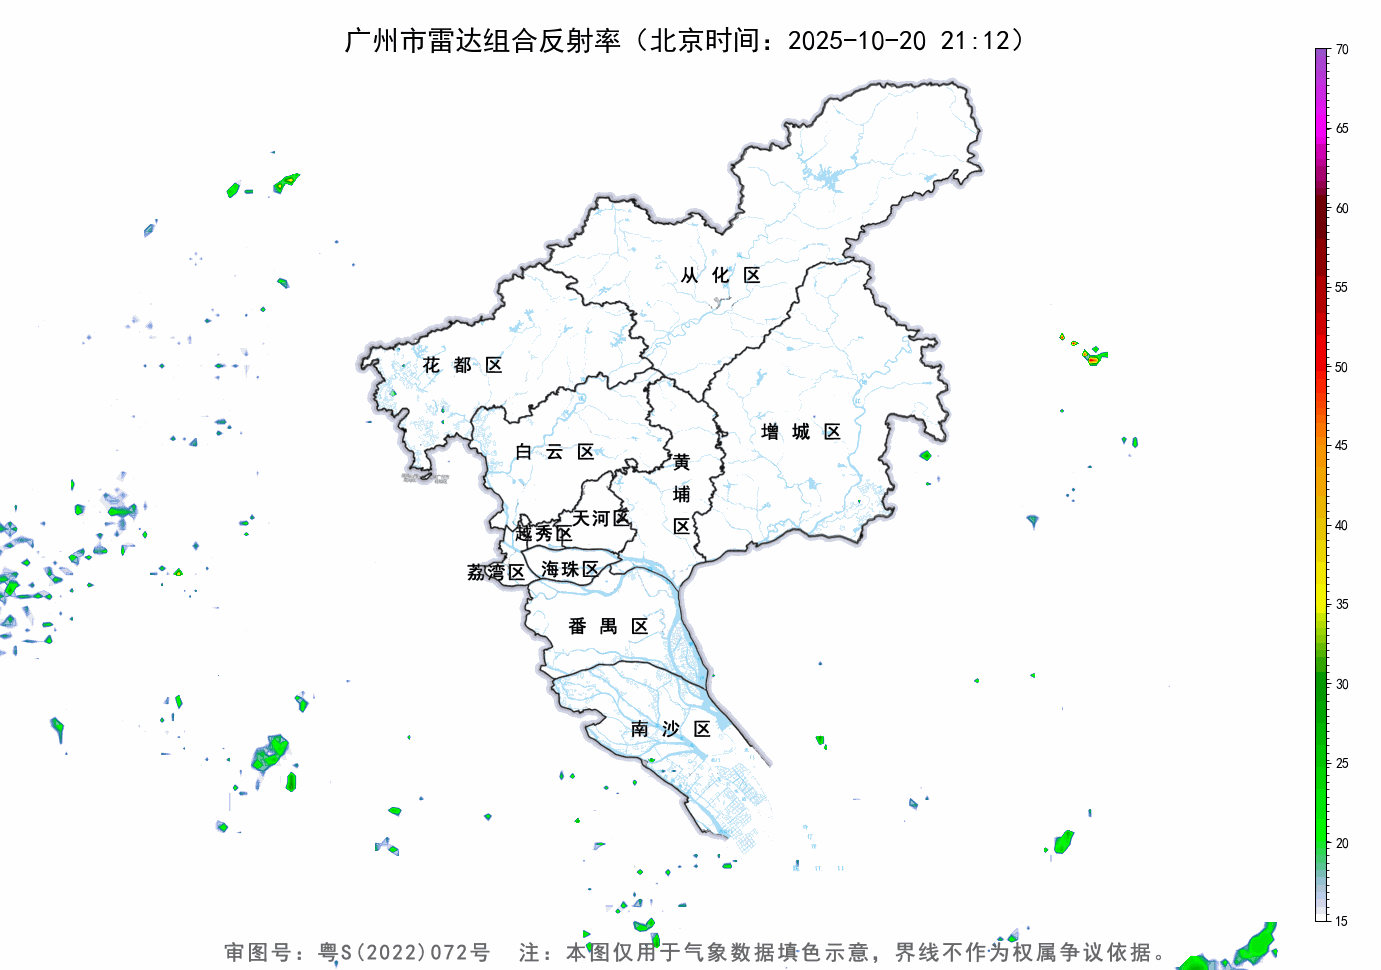 广州市雷达组合反射率（北京时间：2025-10-20 21:12）
70
65
60
55
50
45
40
35
30
25
20
15
从化区
花都区
增城区
白云区
黄埔区
天河区
越秀区
荔湾区
海珠区
番禺区
南沙区
审图号：粤S(2022)072号 注：本图仅用于气象数据填色示意，界线不作为权属争议依据。